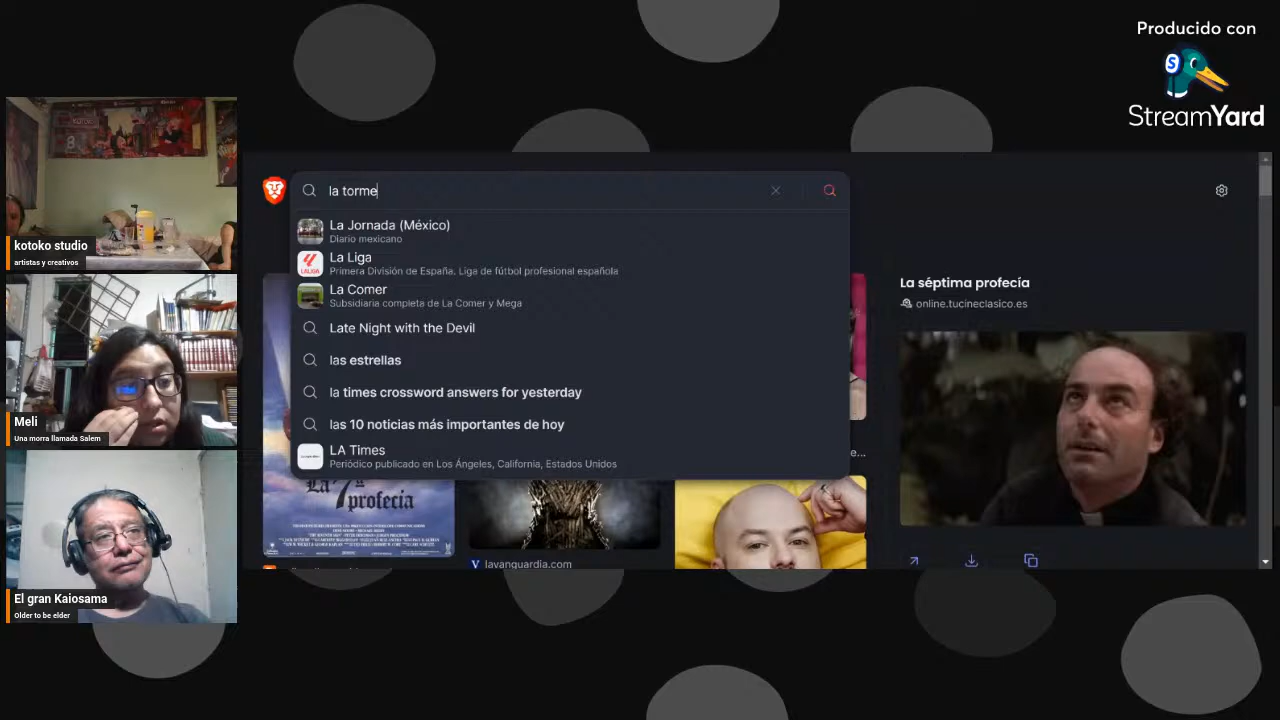 Producido con
StreamYard
kotoko studio
artistas y creativos
Meli
Una morra llamada Salem
El gran Kaiosama
Older to be elder
la torme
La Jornada (México)
Diario mexicano
La Liga
Primera División de España. Liga de fútbol profesional española
La Comer
Subsidiaria completa de La Comer y Mega
Late Night with the Devil
las estrellas
la times crossword answers for yesterday
las 10 noticias más importantes de hoy
LA Times
Periódico publicado en Los Ángeles, California, Estados Unidos
La 7ª
profecía
lavanguardia.com
e...
La séptima profecía
online.tucineclasico.es